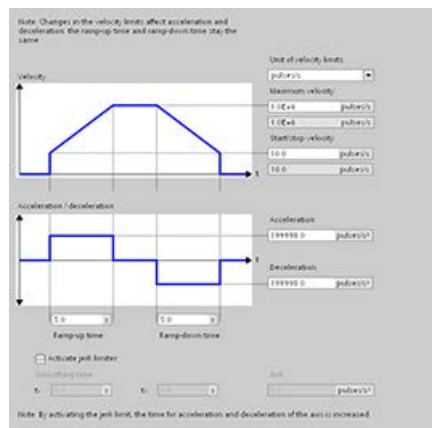 Note: Changes in the velocity limits affect acceleration and
deceleration: the ramp-up time and ramp-down time stay the
same
Unit of velocity limits
pulses/s
Velocity
Maximum velocity
1.0E+6 pulses/s
1.0E+6 pulses/s
Start/stop velocity
10.0 pulses/s
10.0 pulses/s
t
Acceleration / deceleration
Acceleration:
199998.0 pulses/s²
t
Deceleration:
199998.0 pulses/s²
5.0 s 5.0 s
Ramp-up time Ramp-down time
Activate jerk limiter
Smoothing time Jerk
s s pulses/s³
Note: By activating the jerk limit, the time for acceleration and deceleration of the axis is increased